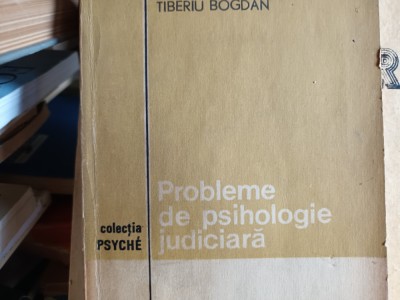 TIBERIU BOGDAN
Probleme
de psihologie
judiciară
colecția
PSYCHÉ
R